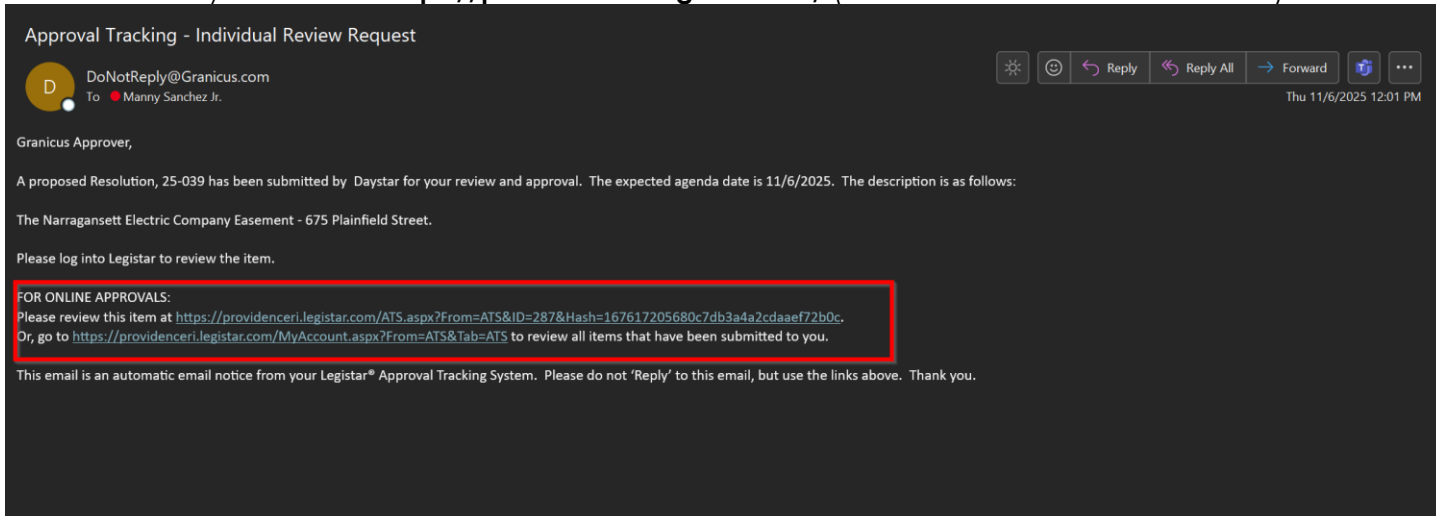 Approval Tracking - Individual Review Request
D
DoNotReply@Granicus.com
To Manny Sanchez Jr.
Reply
Reply All
Forward
Thu 11/6/2025 12:01 PM
Granicus Approver,
A proposed Resolution, 25-039 has been submitted by Daystar for your review and approval. The expected agenda date is 11/6/2025. The description is as follows:
The Narragansett Electric Company Easement - 675 Plainfield Street.
Please log into Legistar to review the item.
FOR ONLINE APPROVALS:
Please review this item at https://providenceri.legistar.com/ATS.aspx?From=ATS&ID=287&Hash=167617205680c7db3a4a2cdaaef72b0c.
Or, go to https://providenceri.legistar.com/MyAccount.aspx?From=ATS&Tab=ATS to review all items that have been submitted to you.
This email is an automatic email notice from your Legistar® Approval Tracking System. Please do not ‘Reply’ to this email, but use the links above. Thank you.